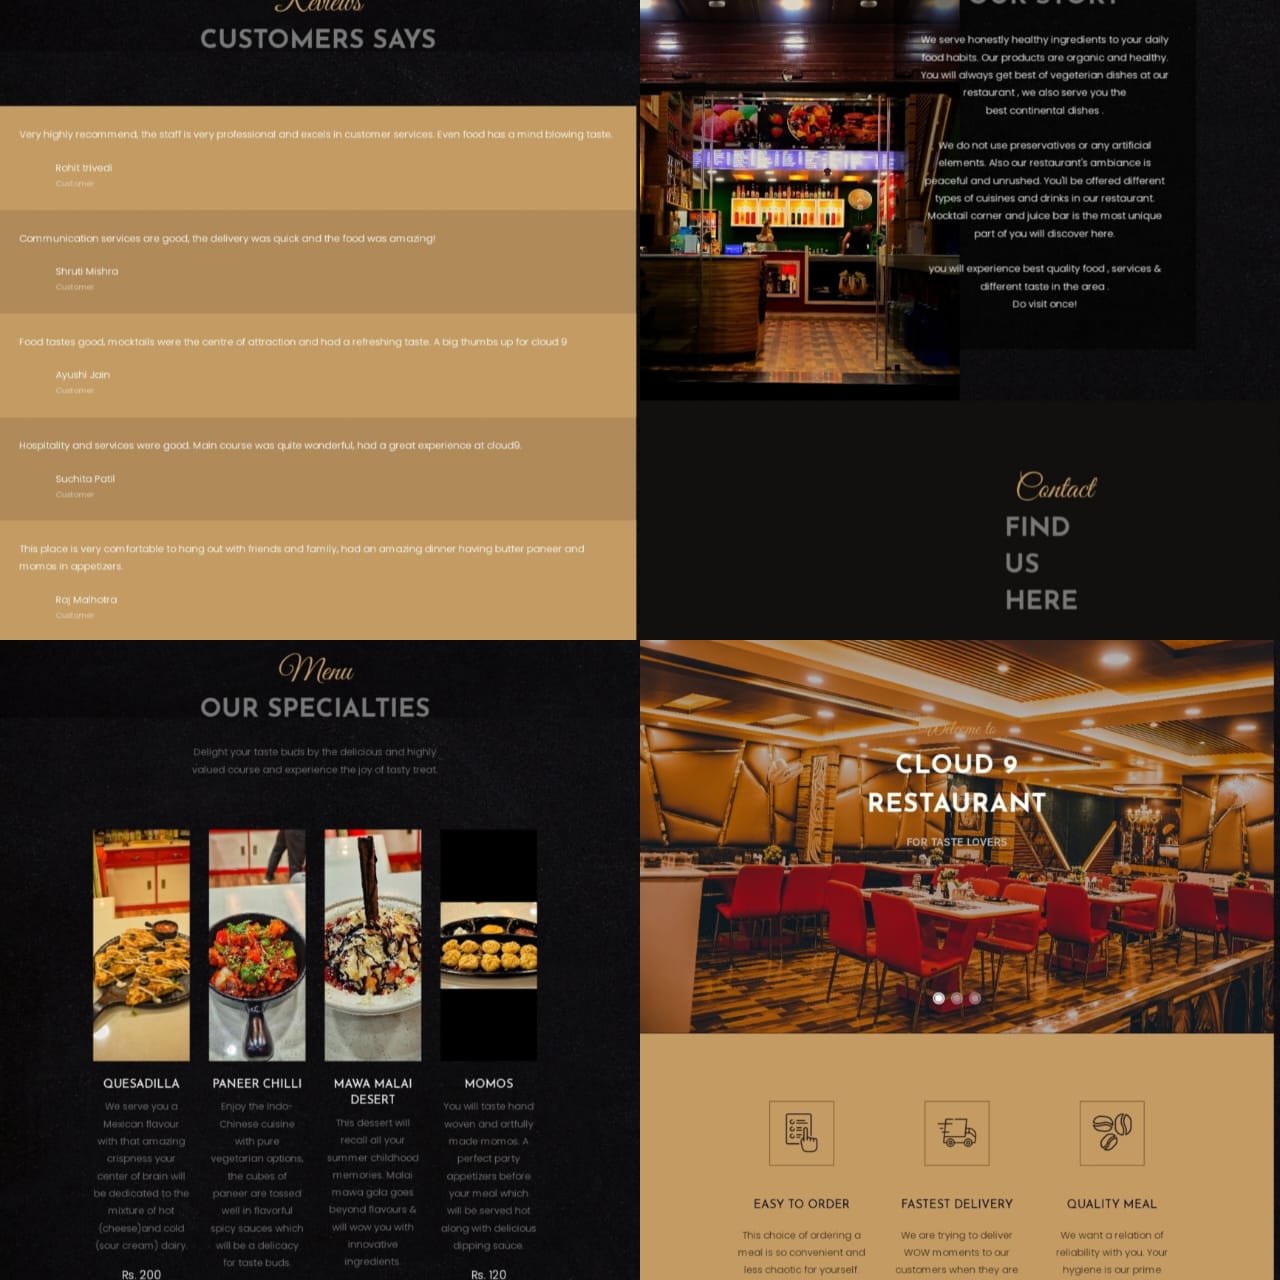 Reviews
CUSTOMERS SAYS
Very highly recommend, the staff is very professional and excels in customer services. Even food has a mind blowing taste.
Rohit trivedi
Customer
Communication services are good, the delivery was quick and the food was amazing!
Shruti Mishra
Customer
Food tastes good, mocktails were the centre of attraction and had a refreshing taste. A big thumbs up for cloud 9
Ayushi Jain
Customer
Hospitality and services were good. Main course was quite wonderful, had a great experience at cloud9.
Suchita Patil
Customer
This place is very comfortable to hang out with friends and family, had an amazing dinner having butter paneer and
momos in appetizers.
Raj Malhotra
Customer
OUR STORY
We serve honestly healthy ingredients to your daily
food habits. Our products are organic and healthy.
You will always get best of vegeterian dishes at our
restaurant , we also serve you the
best continental dishes .
We do not use preservatives or any artificial
elements. Also our restaurant's ambiance is
peaceful and unrushed. You'll be offered different
types of cuisines and drinks in our restaurant.
Mocktail corner and juice bar is the most unique
part of you will discover here.
you will experience best quality food , services &
different taste in the area .
Do visit once!
Contact
FIND
US
HERE
Menu
OUR SPECIALTIES
Delight your taste buds by the delicious and highly
valued course and experience the joy of tasty treat.
QUESADILLA
We serve you a
Mexican flavour
with that amazing
crispness your
center of brain will
be dedicated to the
mixture of hot
(cheese)and cold
(sour cream) dairy.
Rs. 200
PANEER CHILLI
Enjoy the indo-
Chinese cuisine
with pure
vegetarian options,
the cubes of
paneer are tossed
well in flavorful
spicy sauces which
will be a delicacy
for taste buds.
MAWA MALAI
DESERT
This dessert will
recall all your
summer childhood
memories. Malai
mawa gola goes
beyond flavours &
will wow you with
innovative
ingredients.
MOMOS
You will taste hand
woven and artfully
made momos. A
perfect party
appetizers before
your meal which
will be served hot
along with delicious
dipping sauce.
Rs. 120
Welcome to
CLOUD 9
RESTAURANT
FOR TASTE LOVERS
EASY TO ORDER
This choice of ordering a
meal is so convenient and
less chaotic for yourself.
FASTEST DELIVERY
We are trying to deliver
WOW moments to our
customers when they are
QUALITY MEAL
We want a relation of
reliability with you. Your
hygiene is our prime